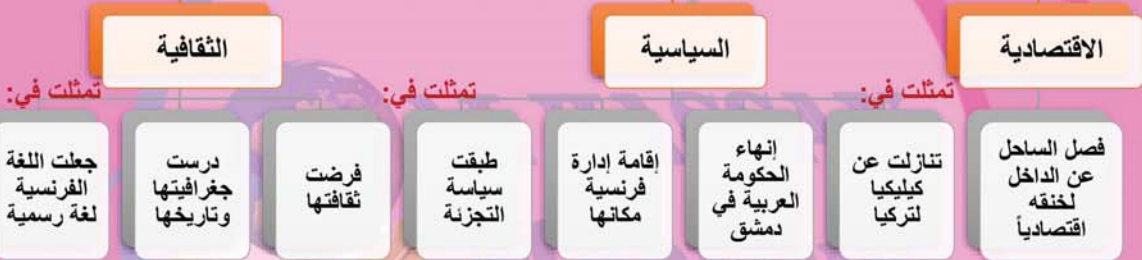 الاقتصادية
السياسية
الثقافية
تمثلت في:
تمثلت في:
تمثلت في:
فصل الساحل
عن الداخل
لخنقه
اقتصادياً
تنازلت عن
كيليكيا
لتركيا
إنهاء
الحكومة
العربية في
دمشق
إقامة إدارة
فرنسية
مكانها
طبقت
سياسة
التجزئة
فرضت
ثقافتها
درست
جغرافيتها
وتاريخها
جعلت اللغة
الفرنسية
لغة رسمية